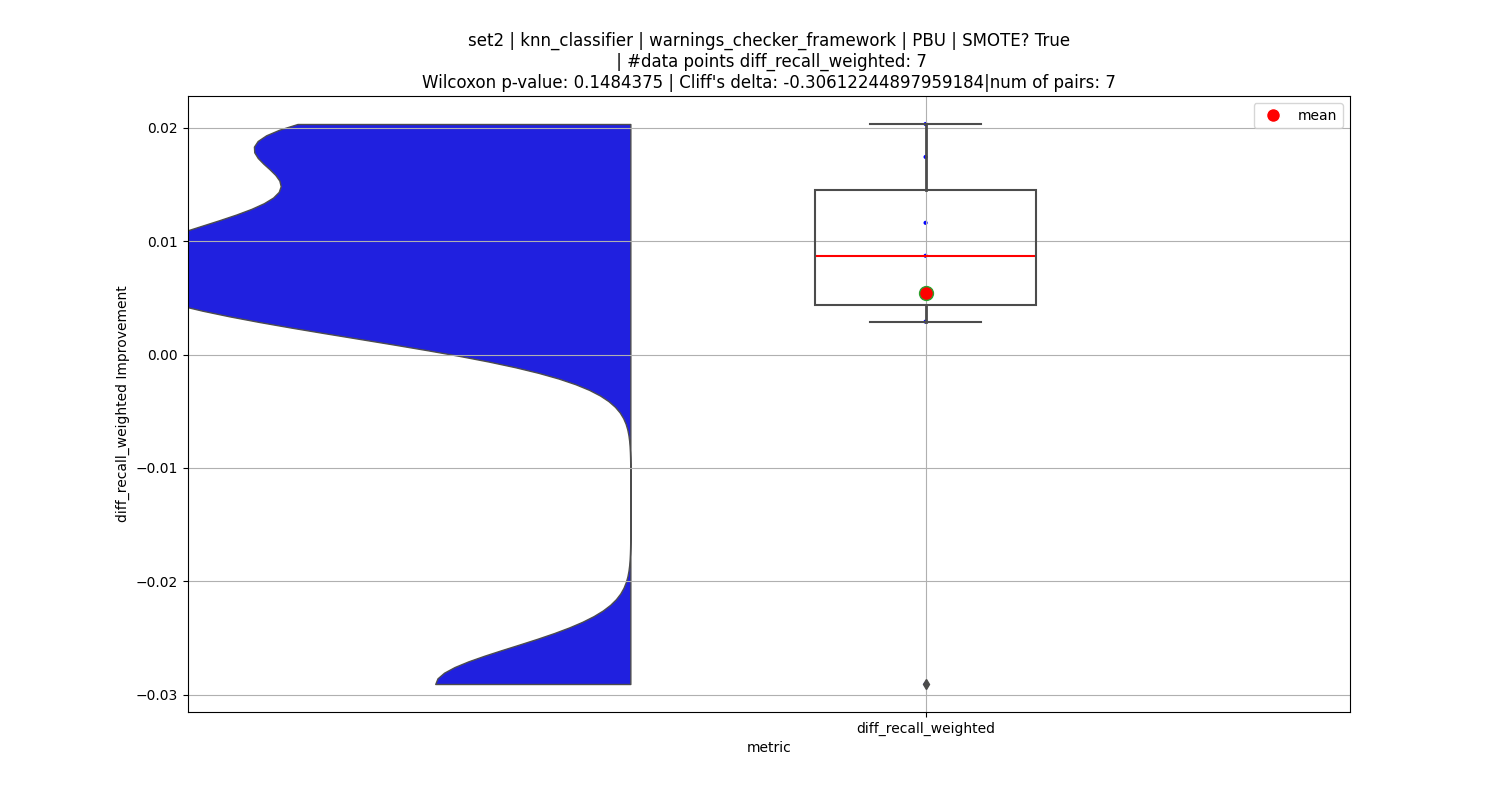 set2 | knn_classifier | warnings_checker_framework | PBU | SMOTE? True
| #data points diff_recall_weighted: 7
Wilcoxon p-value: 0.1484375 | Cliff's delta: -0.30612244897959184|num of pairs: 7
mean
0.02
0.01
0.00
−0.01
−0.02
−0.03
diff_recall_weighted Improvement
diff_recall_weighted
metric